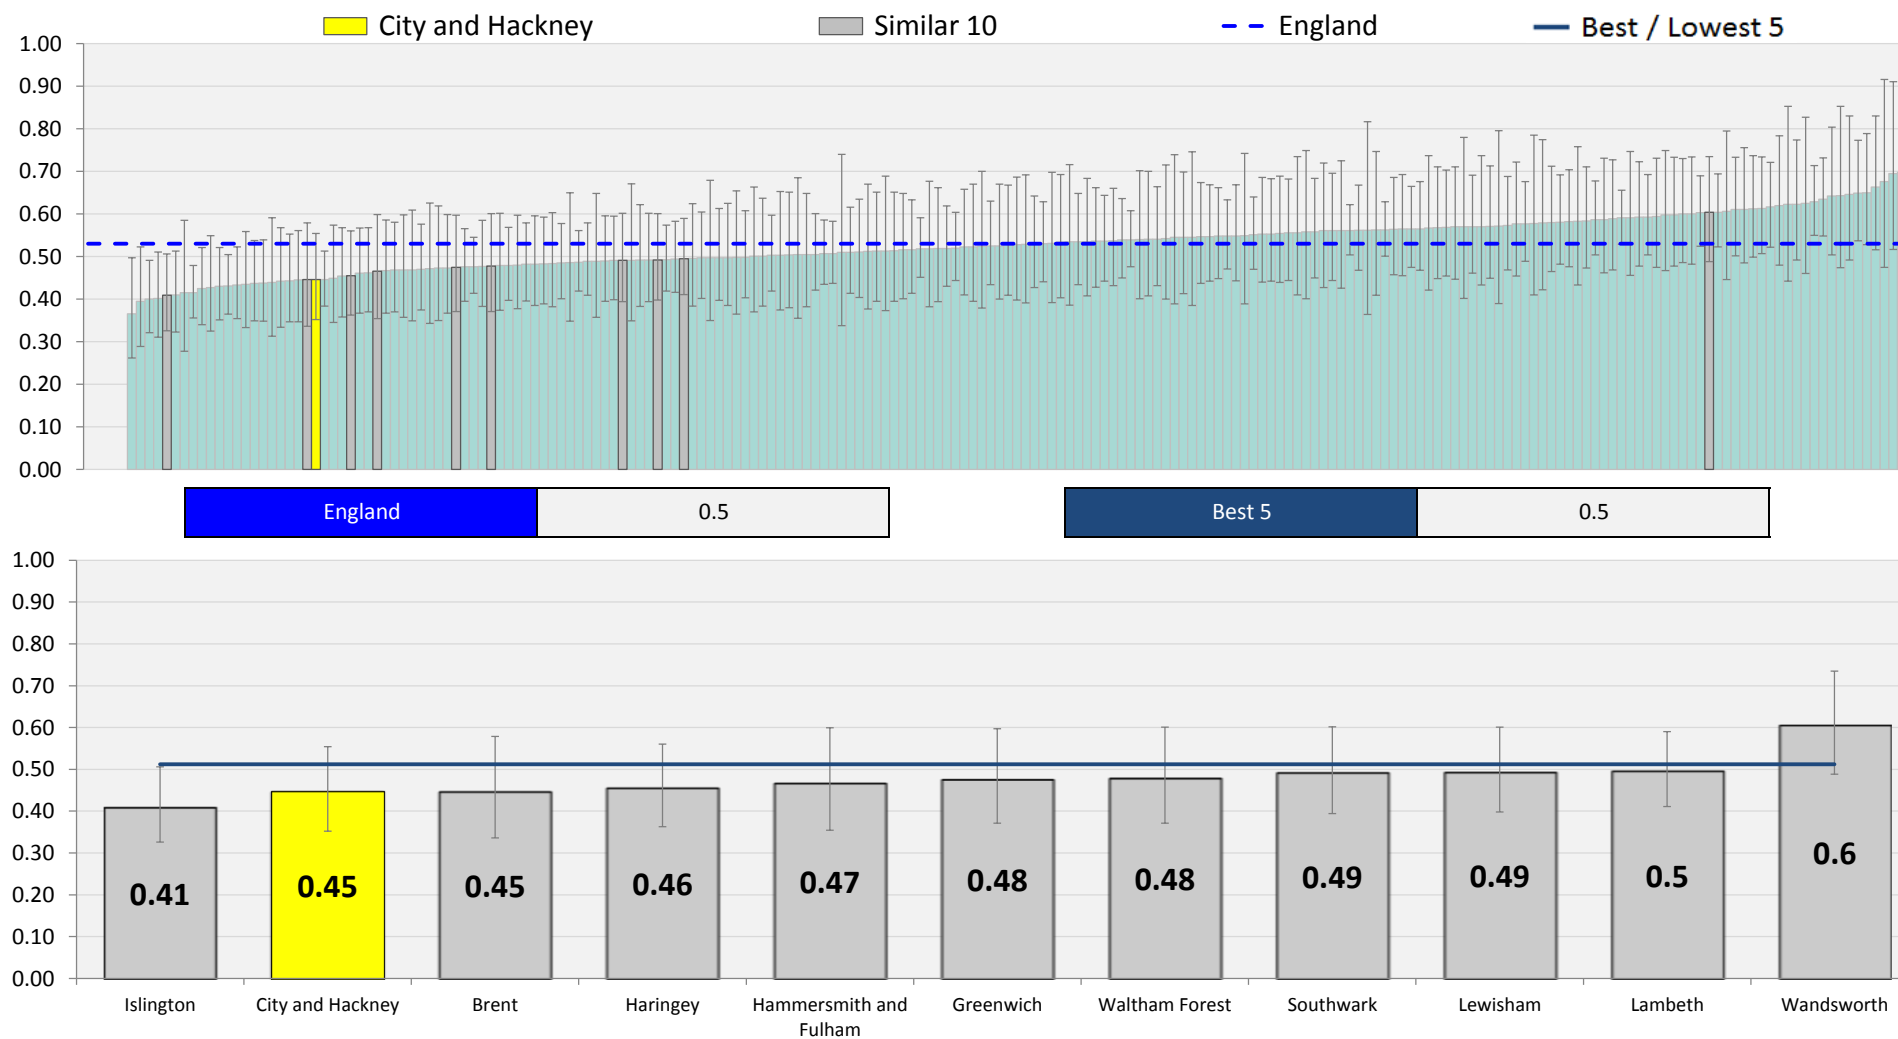 City and Hackney
Similar 10
England
Best / Lowest 5
1.00
0.90
0.80
0.70
0.60
0.50
0.40
0.30
0.20
0.10
0.00
England
0.5
Best 5
0.5
1.00
0.90
0.80
0.70
0.60
0.50
0.40
0.30
0.20
0.10
0.00
0.41
0.45
0.45
0.46
0.47
0.48
0.48
0.49
0.49
0.5
0.6
Islington
City and Hackney
Brent
Haringey
Hammersmith and
Fulham
Greenwich
Waltham Forest
Southwark
Lewisham
Lambeth
Wandsworth